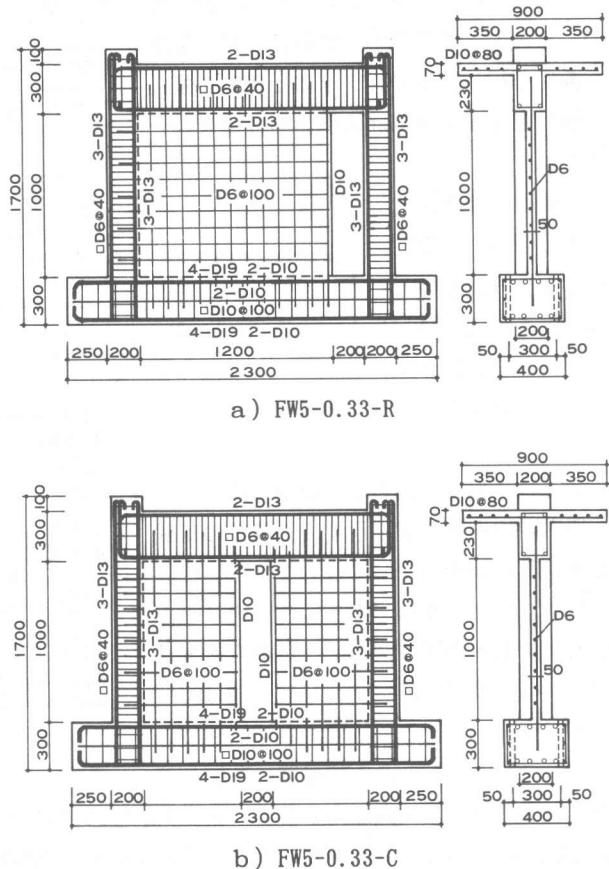 900
350 200 350
D10@80
70
100
300
1000
300
1700
230
2-D13
□D6@40
2-D13
3-D13
3-D13
D6@100
D10
3-D13
3-D13
□D6@40
□D6@40
D6
50
1000
300
4-D19 2-D10
2-D10
□D10@100
4-D19 2-D10
250 200 1200 200 200 250
2300
200
50 300 50
400
a) FW5-0.33-R
900
350 200 350
D10@80
70
100
300
1000
300
1700
230
2-D13
□D6@40
2-D13
3-D13
3-D13
D10
3-D13
3-D13
D6@100
D10
D6@100
□D6@40
□D6@40
D6
50
1000
300
4-D19 2-D10
2-D10
□D10@100
4-D19 2-D10
250 200 200 200 250
2300
200
50 300 50
400
b) FW5-0.33-C